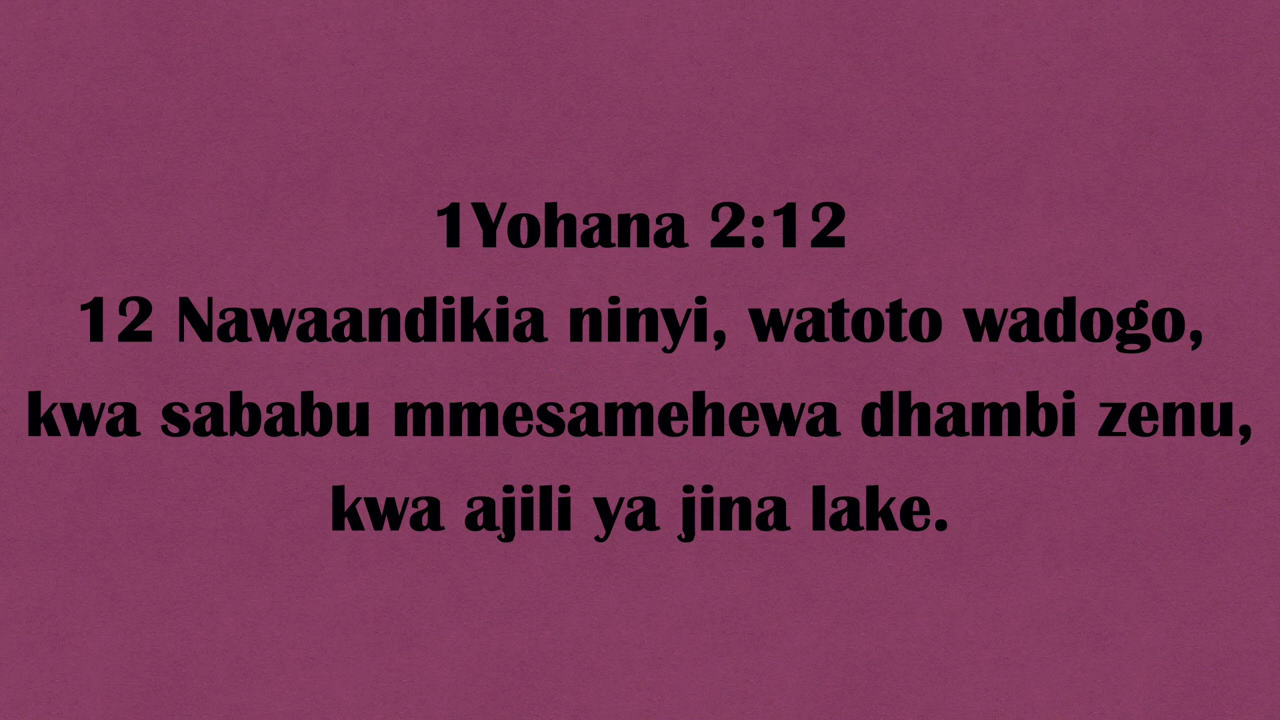 1Yohana 2:12
12 Nawaandikia ninyi, watoto wadogo,
kwa sababu mmesamehewa dhambi zenu,
kwa ajili ya jina lake.